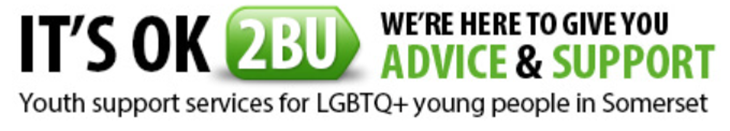 IT'S OK 2BU
WE'RE HERE TO GIVE YOU
ADVICE & SUPPORT
Youth support services for LGBTQ+ young people in Somerset